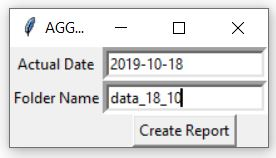 AGG...
Actual Date 2019-10-18
Folder Name data_18_10
Create Report